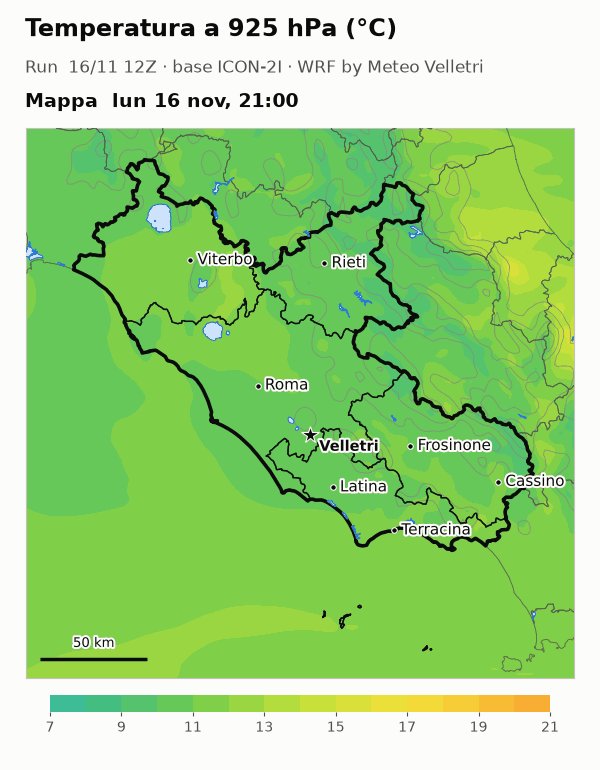 Temperatura a 925 hPa (°C)
Run  16/11 12Z · base ICON-2I · WRF by Meteo Velletri
Mappa  lun 16 nov, 21:00
Viterbo
Rieti
Roma
Velletri
Frosinone
Latina
Cassino
Terracina
50 km
7 9 11 13 15 17 19 21